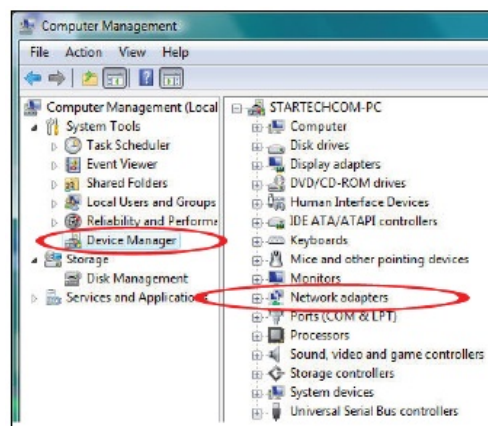 Computer Management
File Action View Help
Computer Management (Local
System Tools
Task Scheduler
Event Viewer
Shared Folders
Local Users and Groups
Reliability and Performa
Device Manager
Storage
Disk Management
Services and Application
STARTECHCOM-PC
Computer
Disk drives
Display adapters
DVD/CD-ROM drives
Human Interface Devices
IDE ATA/ATAPI controllers
Keyboards
Mice and other pointing devices
Monitors
Network adapters
Ports (COM & LPT)
Processors
Sound, video and game controllers
Storage controllers
System devices
Universal Serial Bus controllers